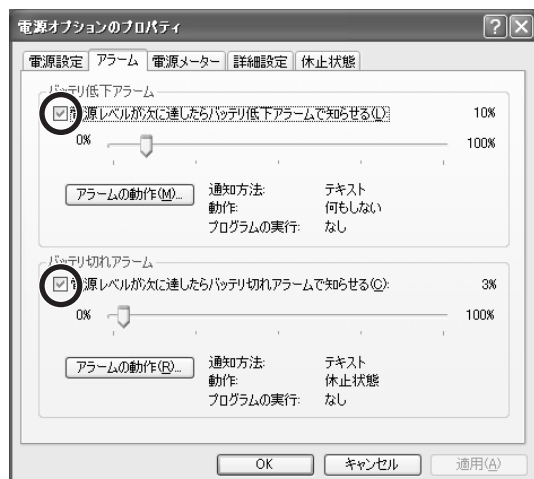 電源オプションのプロパティ
電源設定 アラーム 電源メーター 詳細設定 休止状態
バッテリ低下アラーム
電源レベルが次に達したらバッテリ低下アラームで知らせる(L): 10%
0% 100%
アラームの動作(M)... 通知方法: テキスト
動作: 何もしない
プログラムの実行: なし
バッテリ切れアラーム
電源レベルが次に達したらバッテリ切れアラームで知らせる(C): 3%
0% 100%
アラームの動作(R)... 通知方法: テキスト
動作: 休止状態
プログラムの実行: なし
OK キャンセル 適用(A)